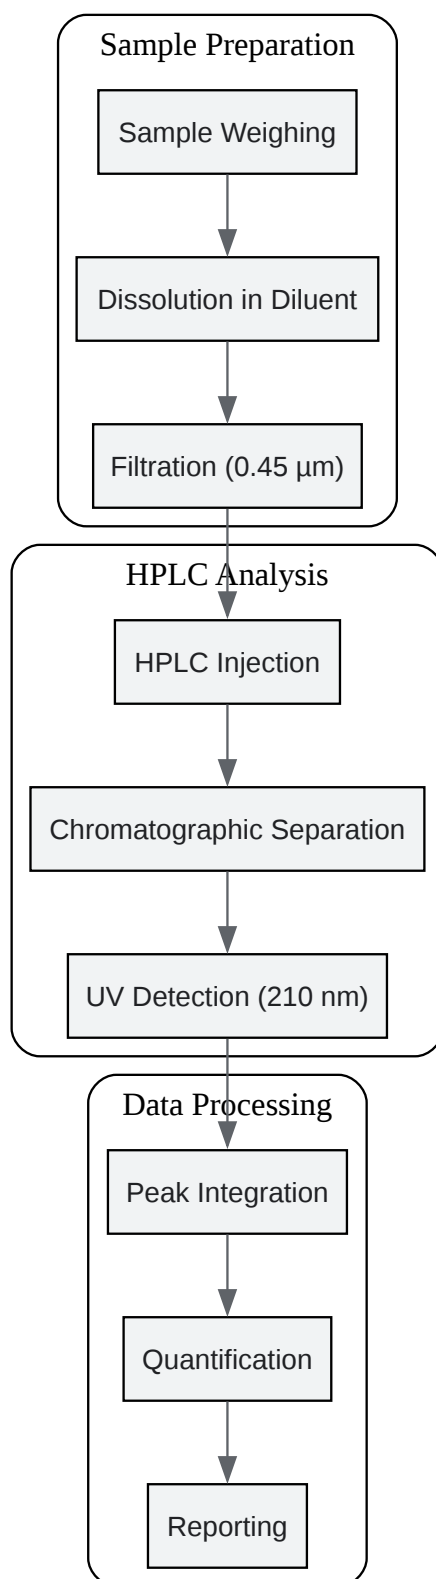 Sample Preparation
Sample Weighing
Dissolution in Diluent
Filtration (0.45 µm)
HPLC Analysis
HPLC Injection
Chromatographic Separation
UV Detection (210 nm)
Data Processing
Peak Integration
Quantification
Reporting